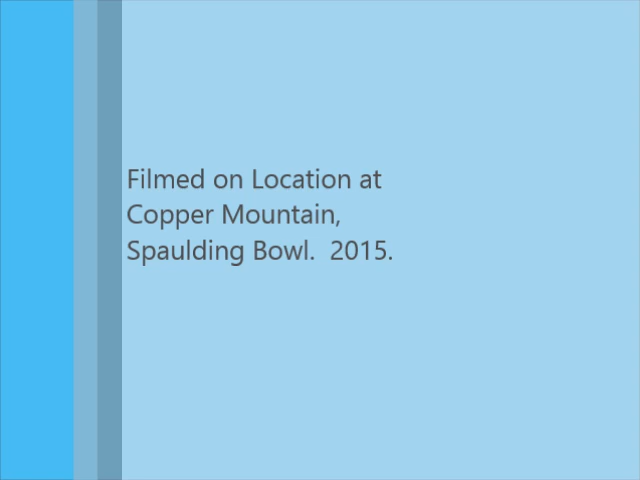 Filmed on Location at
Copper Mountain,
Spaulding Bowl.  2015.